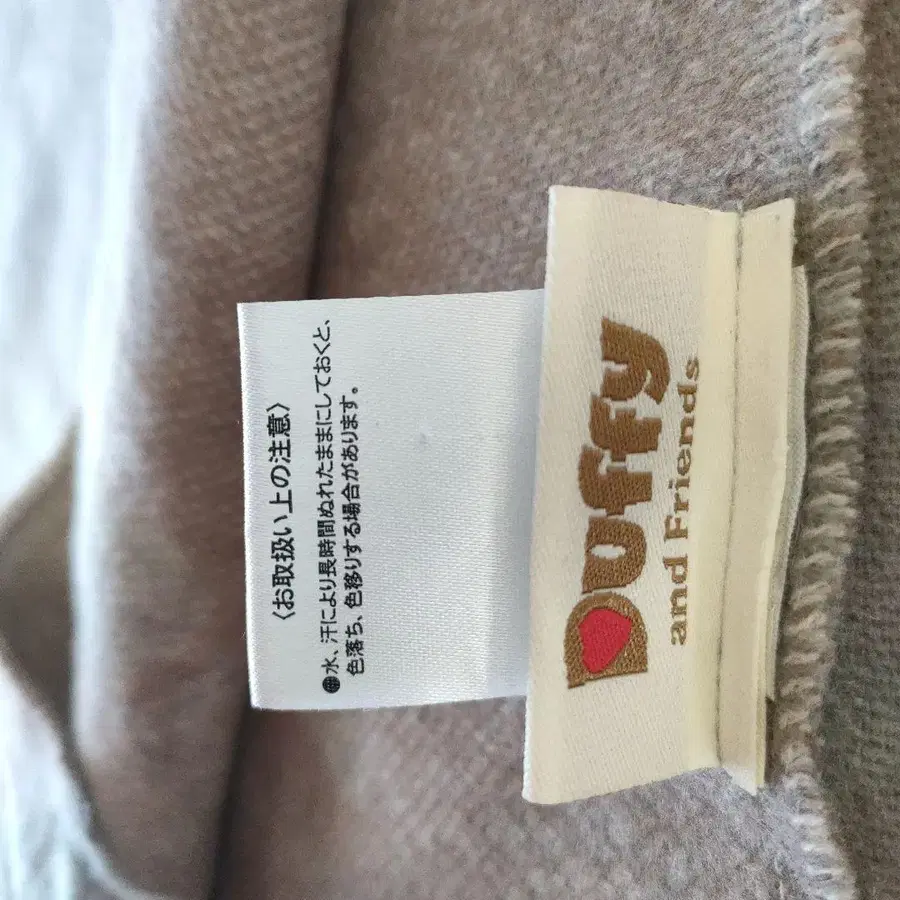 〈お取扱い上の注意〉
●水、汗により長時間ぬれたままにしておくと、
色落ち、色移りする場合があります。
Duffy
and Friends